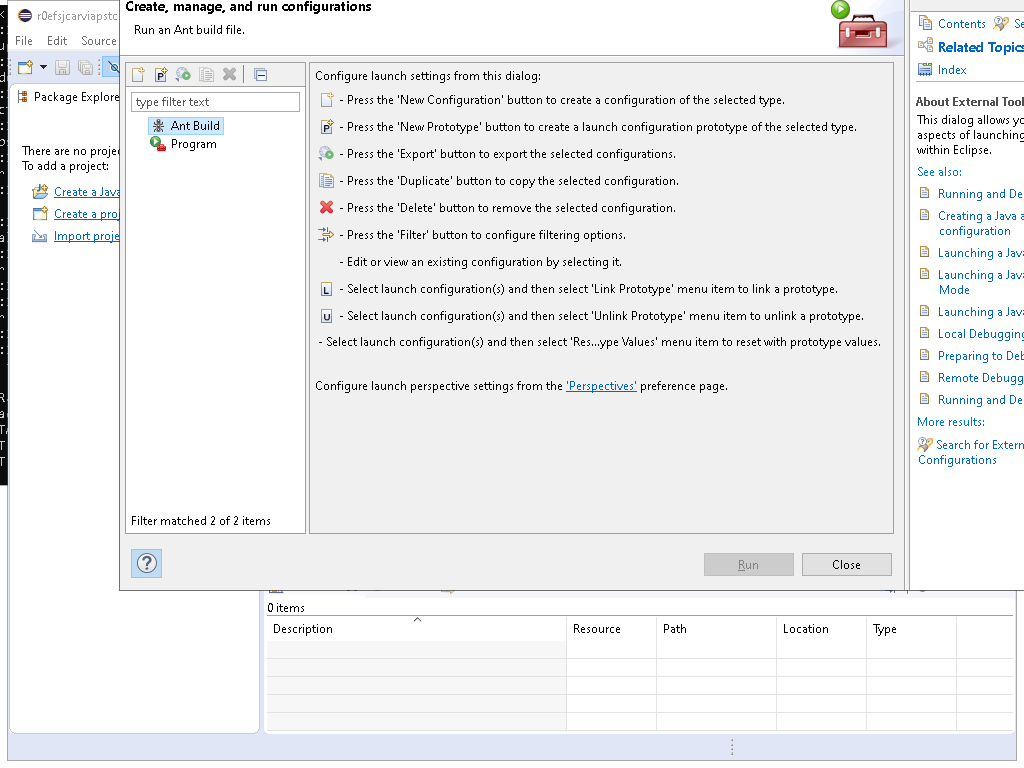 Create, manage, and run configurations
Run an Ant build file.
r0efsjcarviapstc
File Edit Source
Package Explore
There are no projec
To add a project:
Create a Java
Create a proj
Import proje
type filter text
Ant Build
Program
Filter matched 2 of 2 items
Configure launch settings from this dialog:
- Press the 'New Configuration' button to create a configuration of the selected type.
- Press the 'New Prototype' button to create a launch configuration prototype of the selected type.
- Press the 'Export' button to export the selected configurations.
- Press the 'Duplicate' button to copy the selected configuration.
- Press the 'Delete' button to remove the selected configuration.
- Press the 'Filter' button to configure filtering options.
- Edit or view an existing configuration by selecting it.
L - Select launch configuration(s) and then select 'Link Prototype' menu item to link a prototype.
U - Select launch configuration(s) and then select 'Unlink Prototype' menu item to unlink a prototype.
- Select launch configuration(s) and then select 'Res...ype Values' menu item to reset with prototype values.
Configure launch perspective settings from the 'Perspectives' preference page.
Run
Close
Contents Se
Related Topics
Index
About External Tool
This dialog allows yo
aspects of launching
within Eclipse.
See also:
Running and De
Creating a Java a
configuration
Launching a Java
Launching a Java
Mode
Launching a Java
Local Debugging
Preparing to Deb
Remote Debugg
Running and De
More results:
Search for Extern
Configurations
0 items
Description Resource Path Location Type